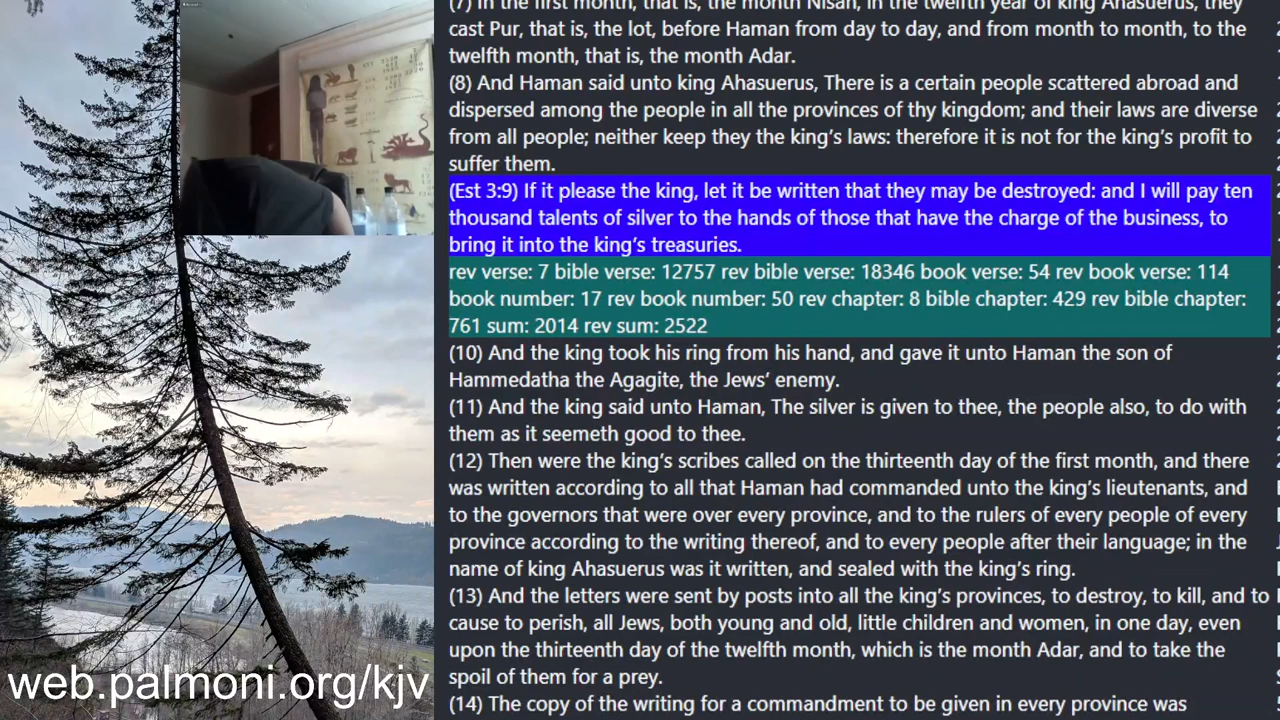 (7) In the first month, that is, the month Nisan, in the twelfth year of king Ahasuerus, they
cast Pur, that is, the lot, before Haman from day to day, and from month to month, to the
twelfth month, that is, the month Adar.
(8) And Haman said unto king Ahasuerus, There is a certain people scattered abroad and
dispersed among the people in all the provinces of thy kingdom; and their laws are diverse
from all people; neither keep they the king’s laws: therefore it is not for the king’s profit to
suffer them.
(Est 3:9) If it please the king, let it be written that they may be destroyed: and I will pay ten
thousand talents of silver to the hands of those that have the charge of the business, to
bring it into the king’s treasuries.
rev verse: 7 bible verse: 12757 rev bible verse: 18346 book verse: 54 rev book verse: 114
book number: 17 rev book number: 50 rev chapter: 8 bible chapter: 429 rev bible chapter:
761 sum: 2014 rev sum: 2522
(10) And the king took his ring from his hand, and gave it unto Haman the son of
Hammedatha the Agagite, the Jews’ enemy.
(11) And the king said unto Haman, The silver is given to thee, the people also, to do with
them as it seemeth good to thee.
(12) Then were the king’s scribes called on the thirteenth day of the first month, and there
was written according to all that Haman had commanded unto the king’s lieutenants, and
to the governors that were over every province, and to the rulers of every people of every
province according to the writing thereof, and to every people after their language; in the
name of king Ahasuerus was it written, and sealed with the king’s ring.
(13) And the letters were sent by posts into all the king’s provinces, to destroy, to kill, and to
cause to perish, all Jews, both young and old, little children and women, in one day, even
upon the thirteenth day of the twelfth month, which is the month Adar, and to take the
spoil of them for a prey.
(14) The copy of the writing for a commandment to be given in every province was
web.palmoni.org/kjv